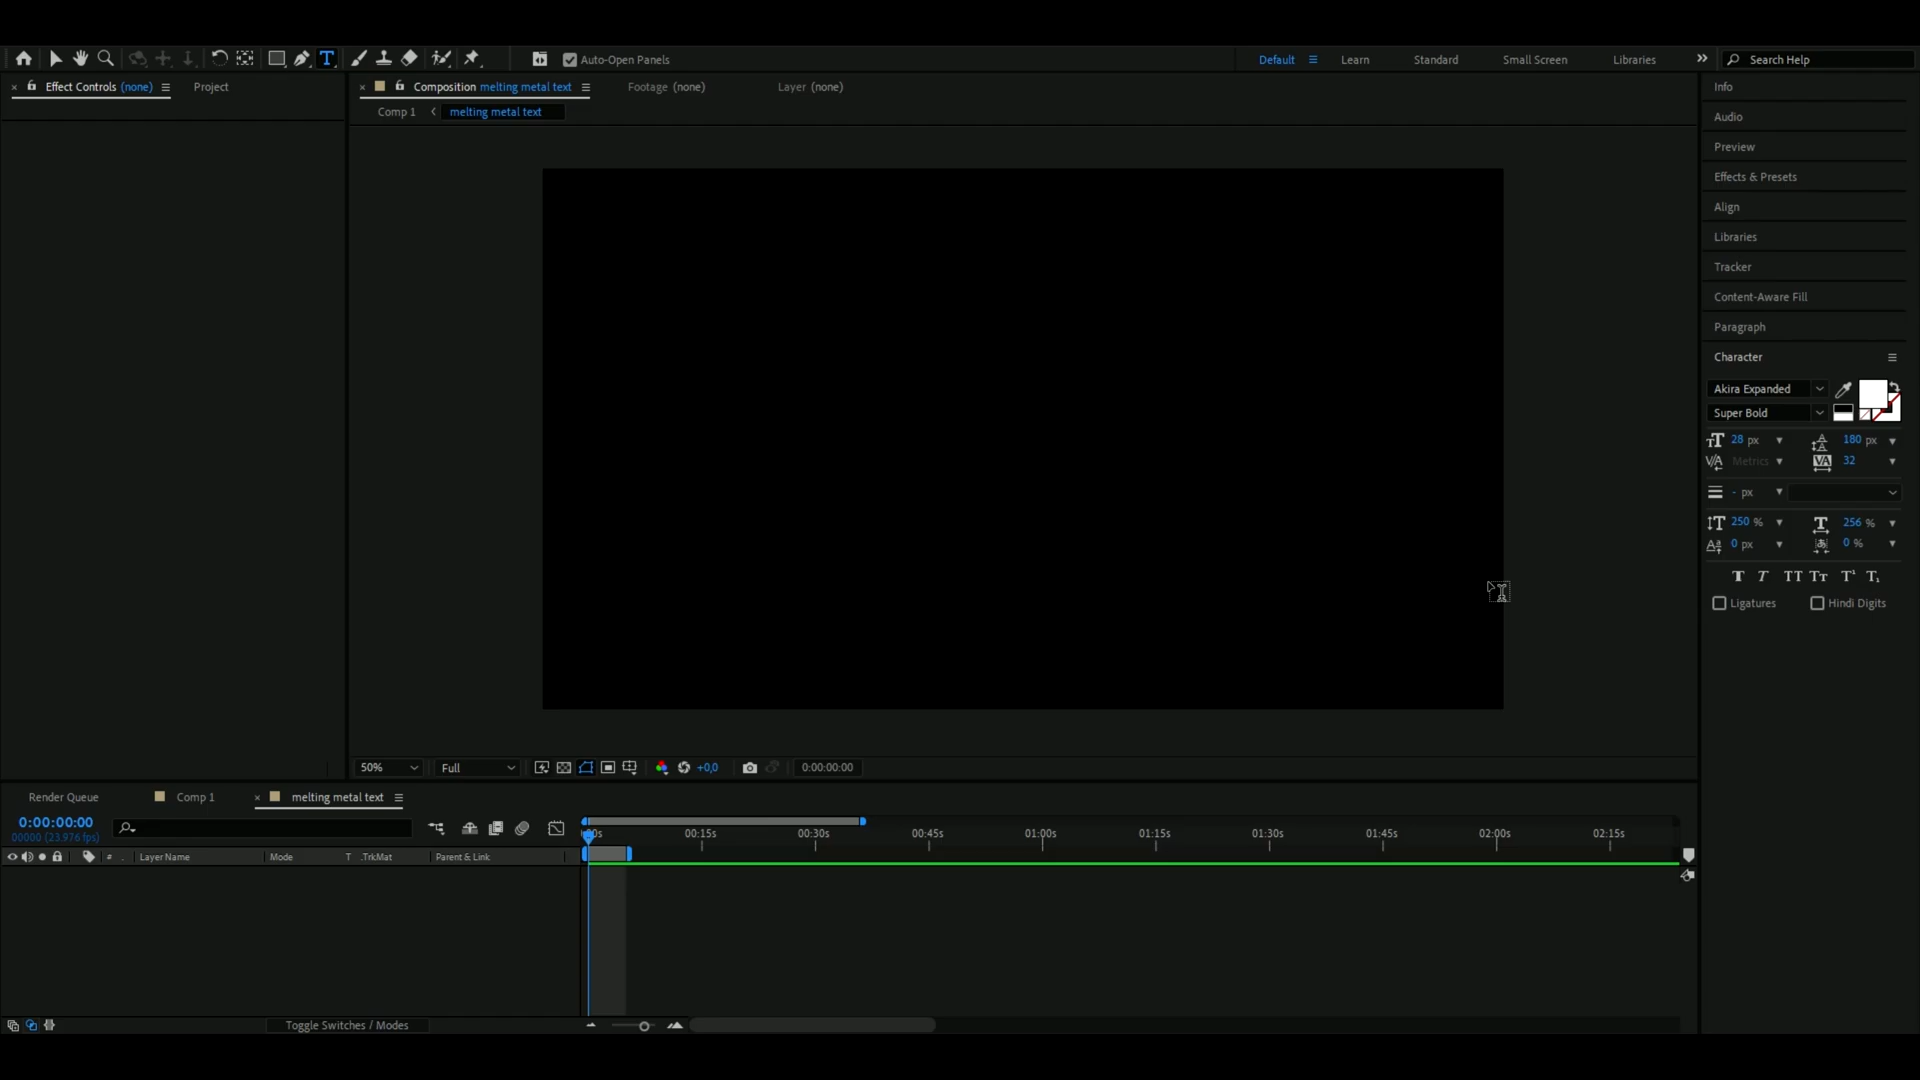 Auto-Open Panels
Default
Learn
Standard
Small Screen
Libraries
Search Help
Effect Controls (none)
Project
Composition melting metal text
Footage (none)
Layer (none)
Comp 1
melting metal text
Info
Audio
Preview
Effects & Presets
Align
Libraries
Tracker
Content-Aware Fill
Paragraph
Character
Akira Expanded
Super Bold
28 px
180 px
Metrics
32
- px
250 %
256 %
0 px
0 %
Ligatures
Hindi Digits
50%
Full
+0,0
0:00:00:00
Render Queue
Comp 1
melting metal text
0:00:00:00
00000 (23.976 fps)
00:15s
00:30s
00:45s
01:00s
01:15s
01:30s
01:45s
02:00s
02:15s
#
Layer Name
Mode
T .TrkMat
Parent & Link
Toggle Switches / Modes